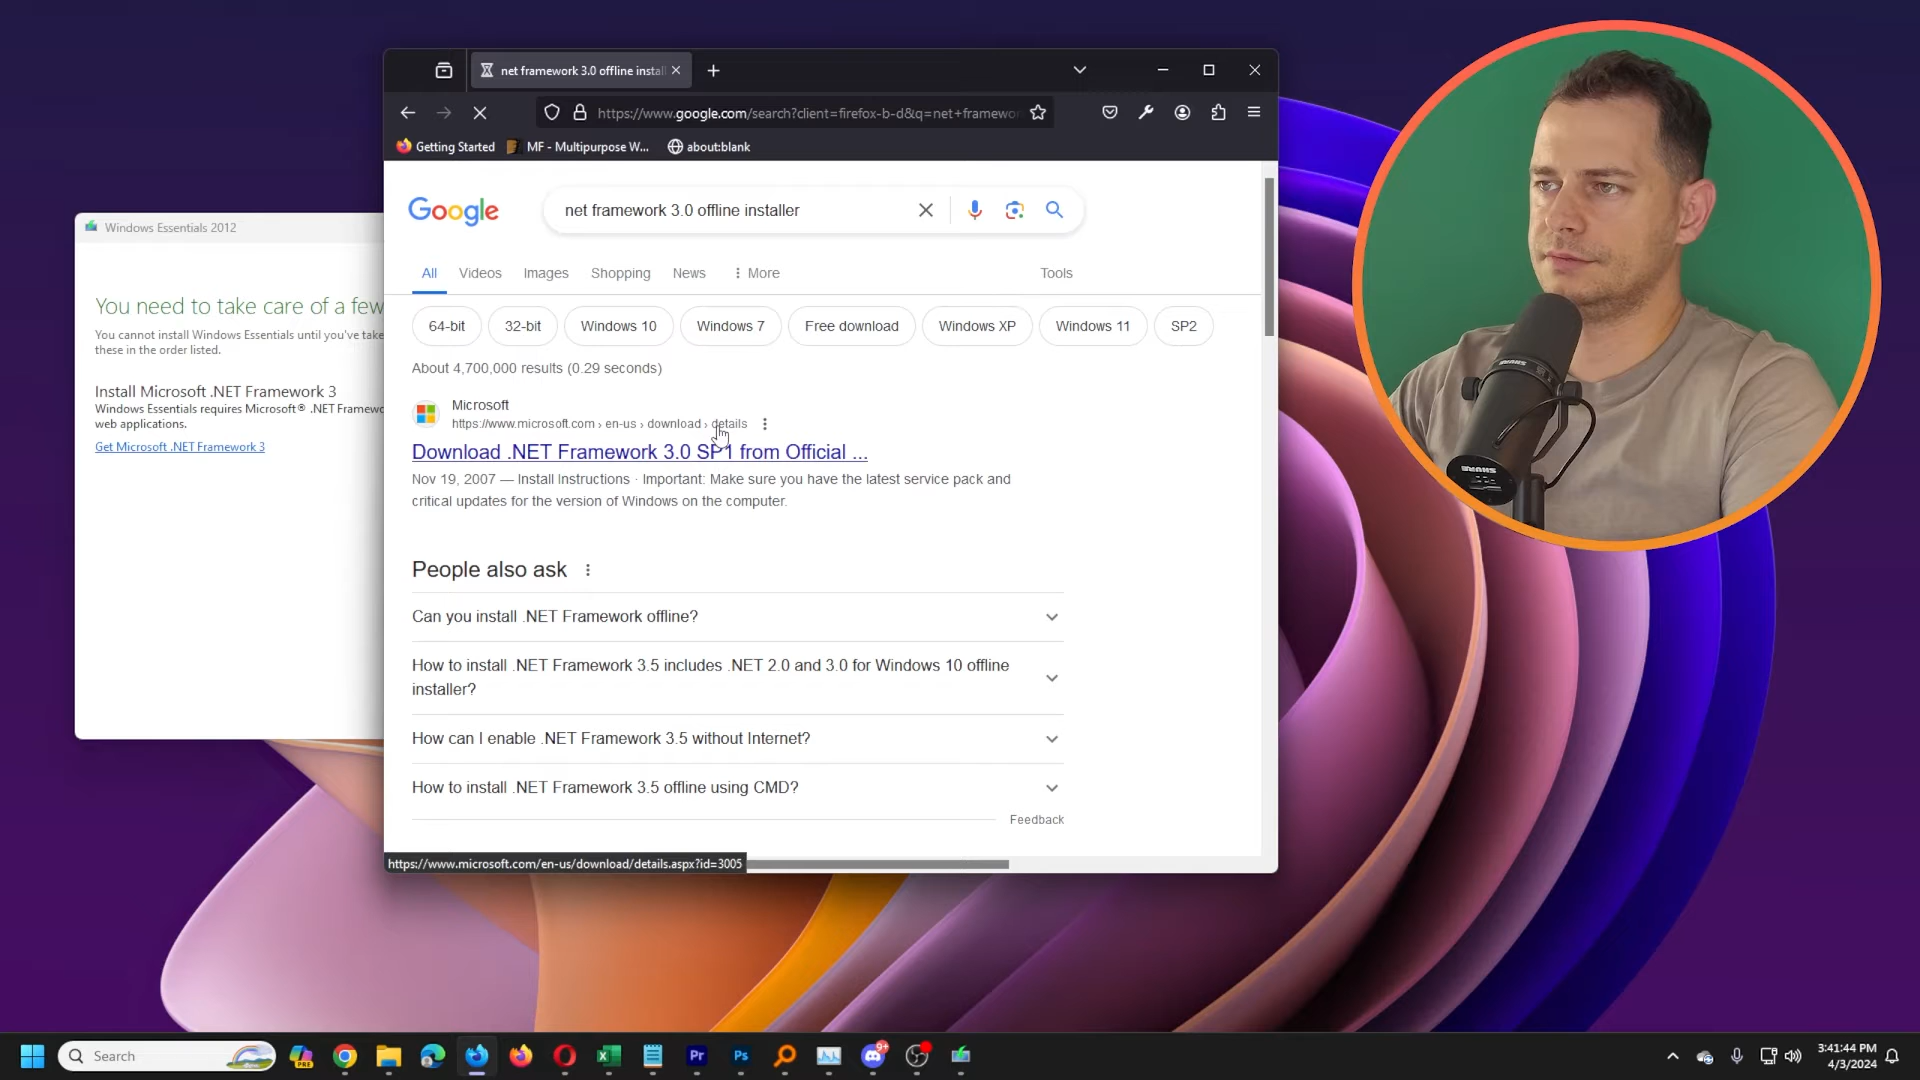 net framework 3.0 offline instal
https://www.google.com/search?client=firefox-b-d&q=net+framewor
Getting Started
MF - Multipurpose W...
about:blank
Windows Essentials 2012
You need to take care of a few
You cannot install Windows Essentials until you've take
these in the order listed.
Install Microsoft .NET Framework 3
Windows Essentials requires Microsoft® .NET Framewo
web applications.
Get Microsoft .NET Framework 3
Google
net framework 3.0 offline installer
All
Videos
Images
Shopping
News
More
Tools
64-bit
32-bit
Windows 10
Windows 7
Free download
Windows XP
Windows 11
SP2
About 4,700,000 results (0.29 seconds)
Microsoft
https://www.microsoft.com › en-us › download › details
Download .NET Framework 3.0 SP1 from Official ...
Nov 19, 2007 — Install Instructions · Important: Make sure you have the latest service pack and
critical updates for the version of Windows on the computer.
People also ask
Can you install .NET Framework offline?
How to install .NET Framework 3.5 includes .NET 2.0 and 3.0 for Windows 10 offline
installer?
How can I enable .NET Framework 3.5 without Internet?
How to install .NET Framework 3.5 offline using CMD?
Feedback
https://www.microsoft.com/en-us/download/details.aspx?id=3005
SHURE
SHURE
Search
PRE
Pr
Ps
9+
3:41:44 PM
4/3/2024